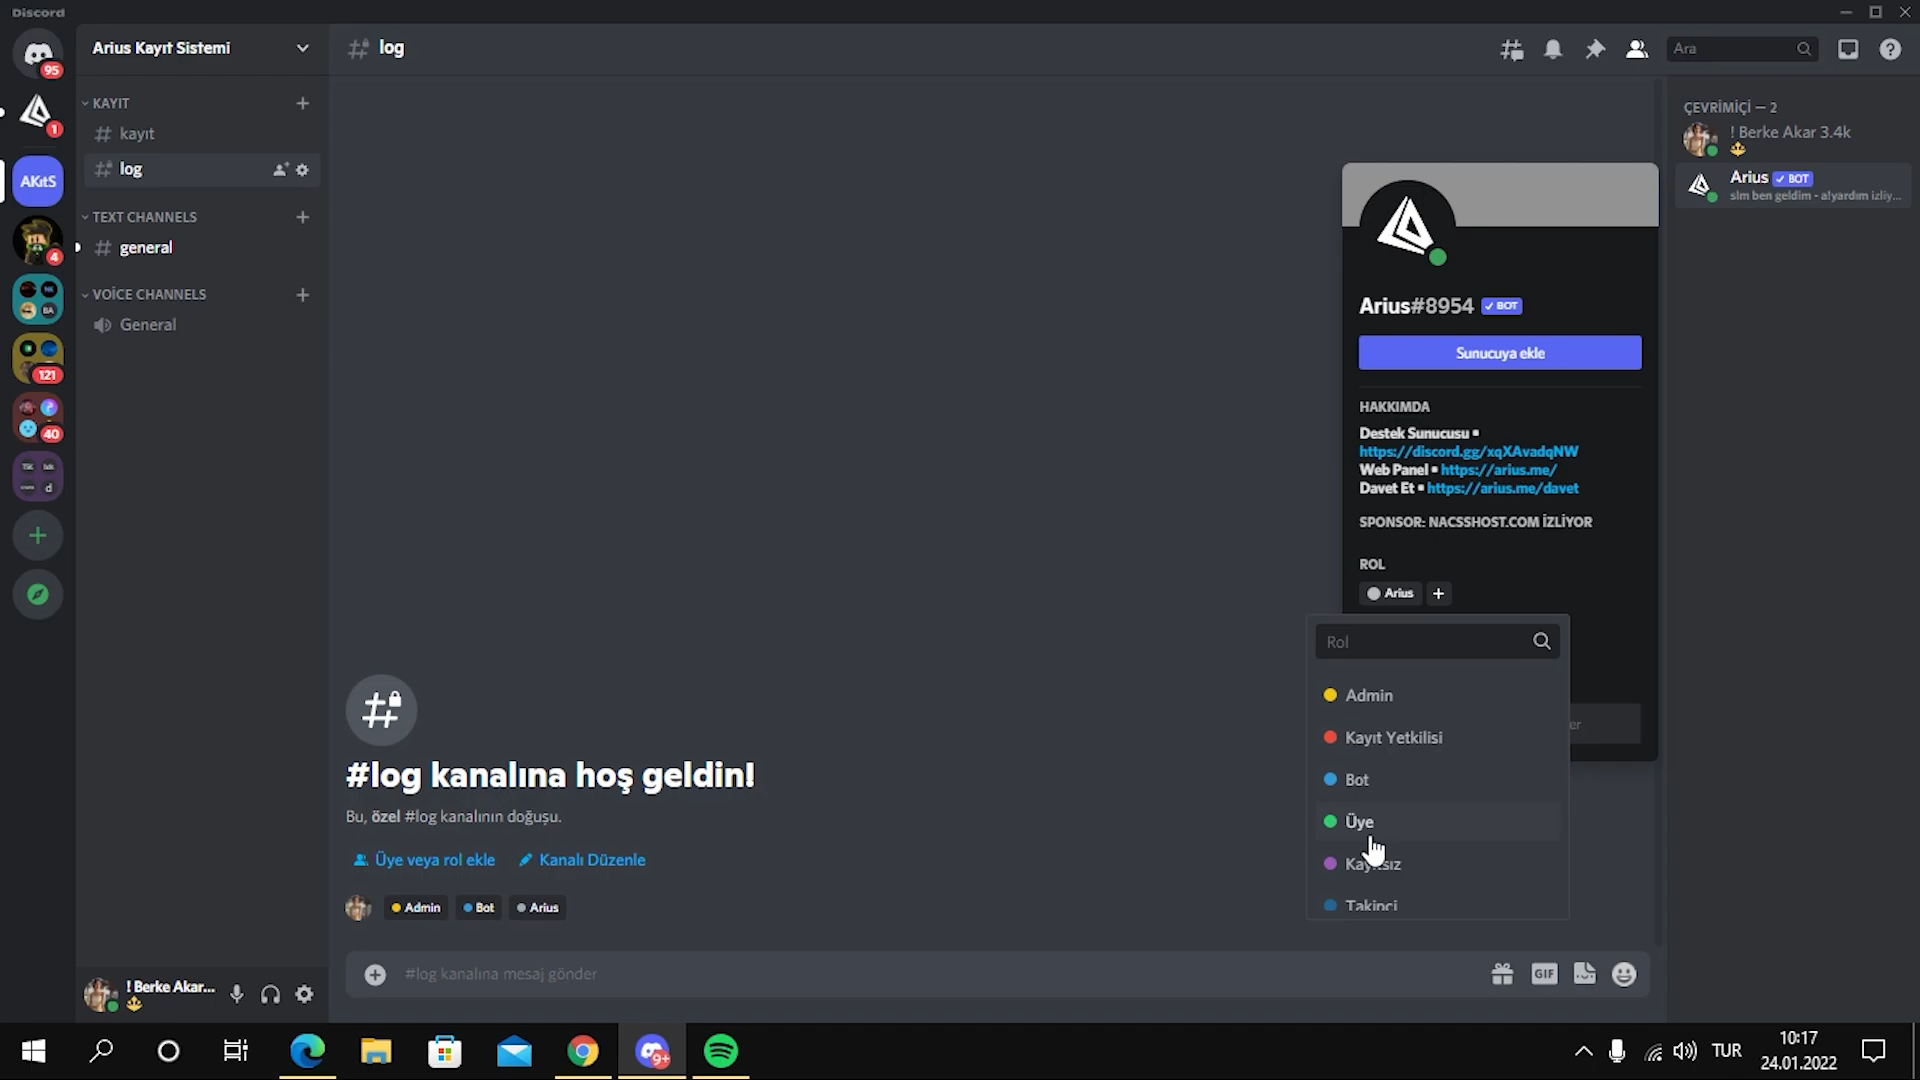 Discord
95
1
AKıtS
4
121
40
Arius Kayıt Sistemi
KAYIT
kayıt
log
TEXT CHANNELS
general
VOİCE CHANNELS
General
! Berke Akar...
log
Ara
#log kanalına hoş geldin!
Bu, özel #log kanalının doğuşu.
Üye veya rol ekle
Kanalı Düzenle
Admin
Bot
Arius
#log kanalına mesaj gönder
GIF
Arius#8954 ✓ BOT
Sunucuya ekle
HAKKIMDA
Destek Sunucusu ▪
https://discord.gg/xqXAvadqNW
Web Panel ▪ https://arius.me/
Davet Et ▪ https://arius.me/davet
SPONSOR: NACSSHOST.COM İZLİYOR
ROL
Arius +
Rol
Admin
Kayıt Yetkilisi
Bot
Üye
Kayıtsız
ÇEVRİMİÇİ — 2
! Berke Akar 3.4k
Arius ✓ BOT
slm ben geldim - a!yardım izliy...
9+
TUR
10:17
24.01.2022